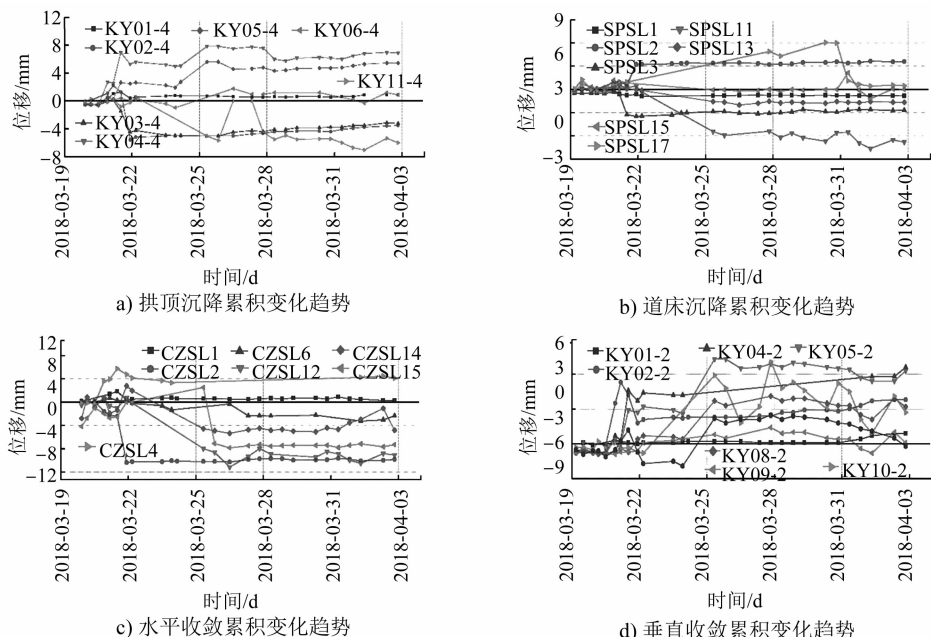 12
8
4
0
−4
−8
位移/mm
KY01-4
KY02-4
KY05-4
KY06-4
KY11-4
KY03-4
KY04-4
2018-03-19
2018-03-22
2018-03-25
2018-03-28
2018-03-31
2018-04-03
时间/d
a) 拱顶沉降累积变化趋势
6
3
3
0
−3
位移/mm
SPSL1
SPSL11
SPSL2
SPSL13
SPSL3
SPSL15
SPSL17
2018-03-19
2018-03-22
2018-03-25
2018-03-28
2018-03-31
2018-04-03
时间/d
b) 道床沉降累积变化趋势
12
8
4
0
−4
−8
−12
位移/mm
CZSL1
CZSL6
CZSL14
CZSL2
CZSL12
CZSL15
CZSL4
2018-03-19
2018-03-22
2018-03-25
2018-03-28
2018-03-31
2018-04-03
时间/d
c) 水平收敛累积变化趋势
6
3
0
−3
−6
−9
位移/mm
KY01-2
KY04-2
KY05-2
KY02-2
KY08-2
KY09-2
KY10-2
2018-03-19
2018-03-22
2018-03-25
2018-03-28
2018-03-31
2018-04-03
时间/d
d) 垂直收敛累积变化趋势